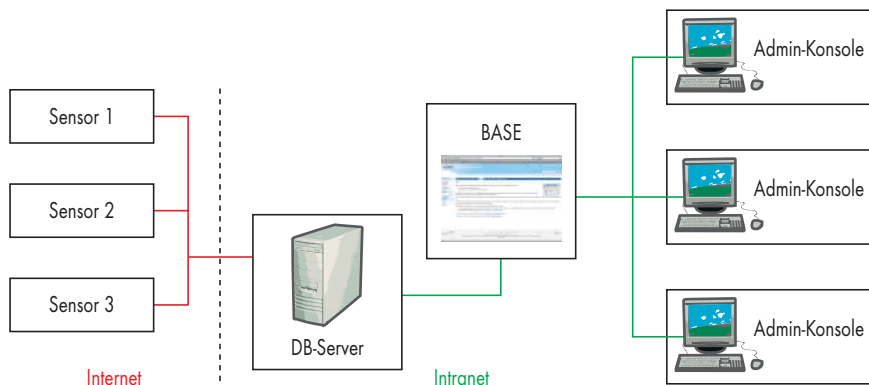 Sensor 1
Sensor 2
Sensor 3
Internet
DB-Server
BASE
Intranet
Admin-Konsole
Admin-Konsole
Admin-Konsole